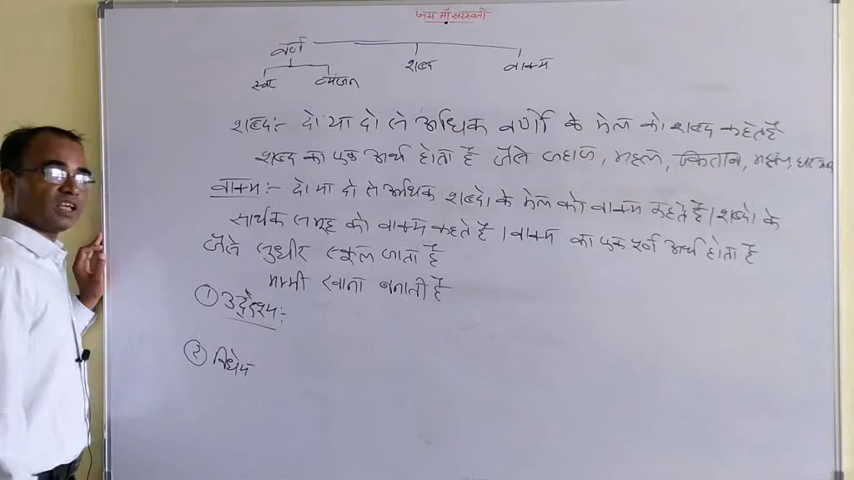 जय माँ सरस्वती
वर्ण
स्वर व्यंजन शब्द वाक्य
शब्द:- दो या दो से अधिक वर्णो के मेल को शब्द कहते है
शब्द का एक अर्थ होता है जैसे जहाज, महल, किताब, महल,
वाक्य:- दो या दो से अधिक शब्दो के मेल को वाक्य कहते है। शब्दो के
सार्थक समूह को वाक्य कहते है। वाक्य का एक पूर्ण अर्थ होता है
जैसे सुधीर स्कूल जाता है
मम्मी खाना बनाती है
① उद्देश्य:-
② विधेय